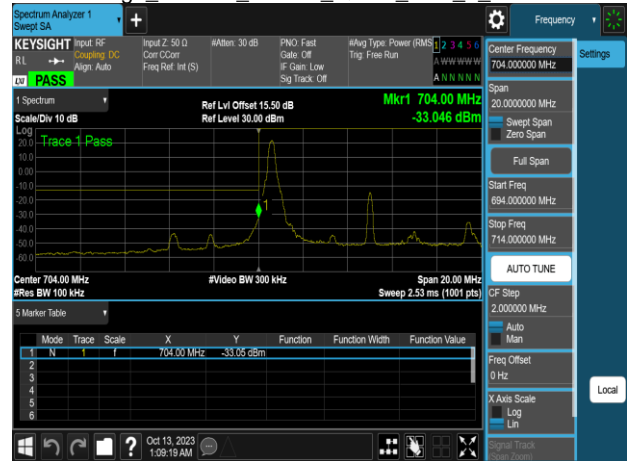 Spectrum Analyzer 1
Swept SA
Frequency
KEYSIGHT
Input: RF
Input Z: 50 Ω
#Atten: 30 dB
PNO: Fast
#Avg Type: Power (RMS
1 2 3 4 5 6
RL
Coupling: DC
Corr CCorr
Gate: Off
Trig: Free Run
A W W W W W
Align: Auto
Freq Ref: Int (S)
IF Gain: Low
LXI
PASS
Sig Track: Off
A N N N N N
Center Frequency
704.000000 MHz
Settings
Span
20.0000000 MHz
Swept Span
Zero Span
Full Span
Start Freq
694.000000 MHz
Stop Freq
714.000000 MHz
AUTO TUNE
CF Step
2.000000 MHz
Auto
Man
Freq Offset
0 Hz
X Axis Scale
Log
Lin
Signal Track
(Span Zoom)
Local
1 Spectrum
Scale/Div 10 dB
Ref Lvl Offset 15.50 dB
Ref Level 30.00 dBm
Mkr1 704.00 MHz
-33.046 dBm
Log
Trace 1 Pass
20.0
10.0
0.00
-10.0
-20.0
-30.0
-40.0
-50.0
-60.0
1
Center 704.00 MHz
#Video BW 300 kHz
Span 20.00 MHz
#Res BW 100 kHz
Sweep 2.53 ms (1001 pts)
5 Marker Table
Mode Trace Scale X Y Function Function Width Function Value
1 N 1 f 704.00 MHz -33.05 dBm
2
3
4
5
6
Oct 13, 2023
1:09:19 AM